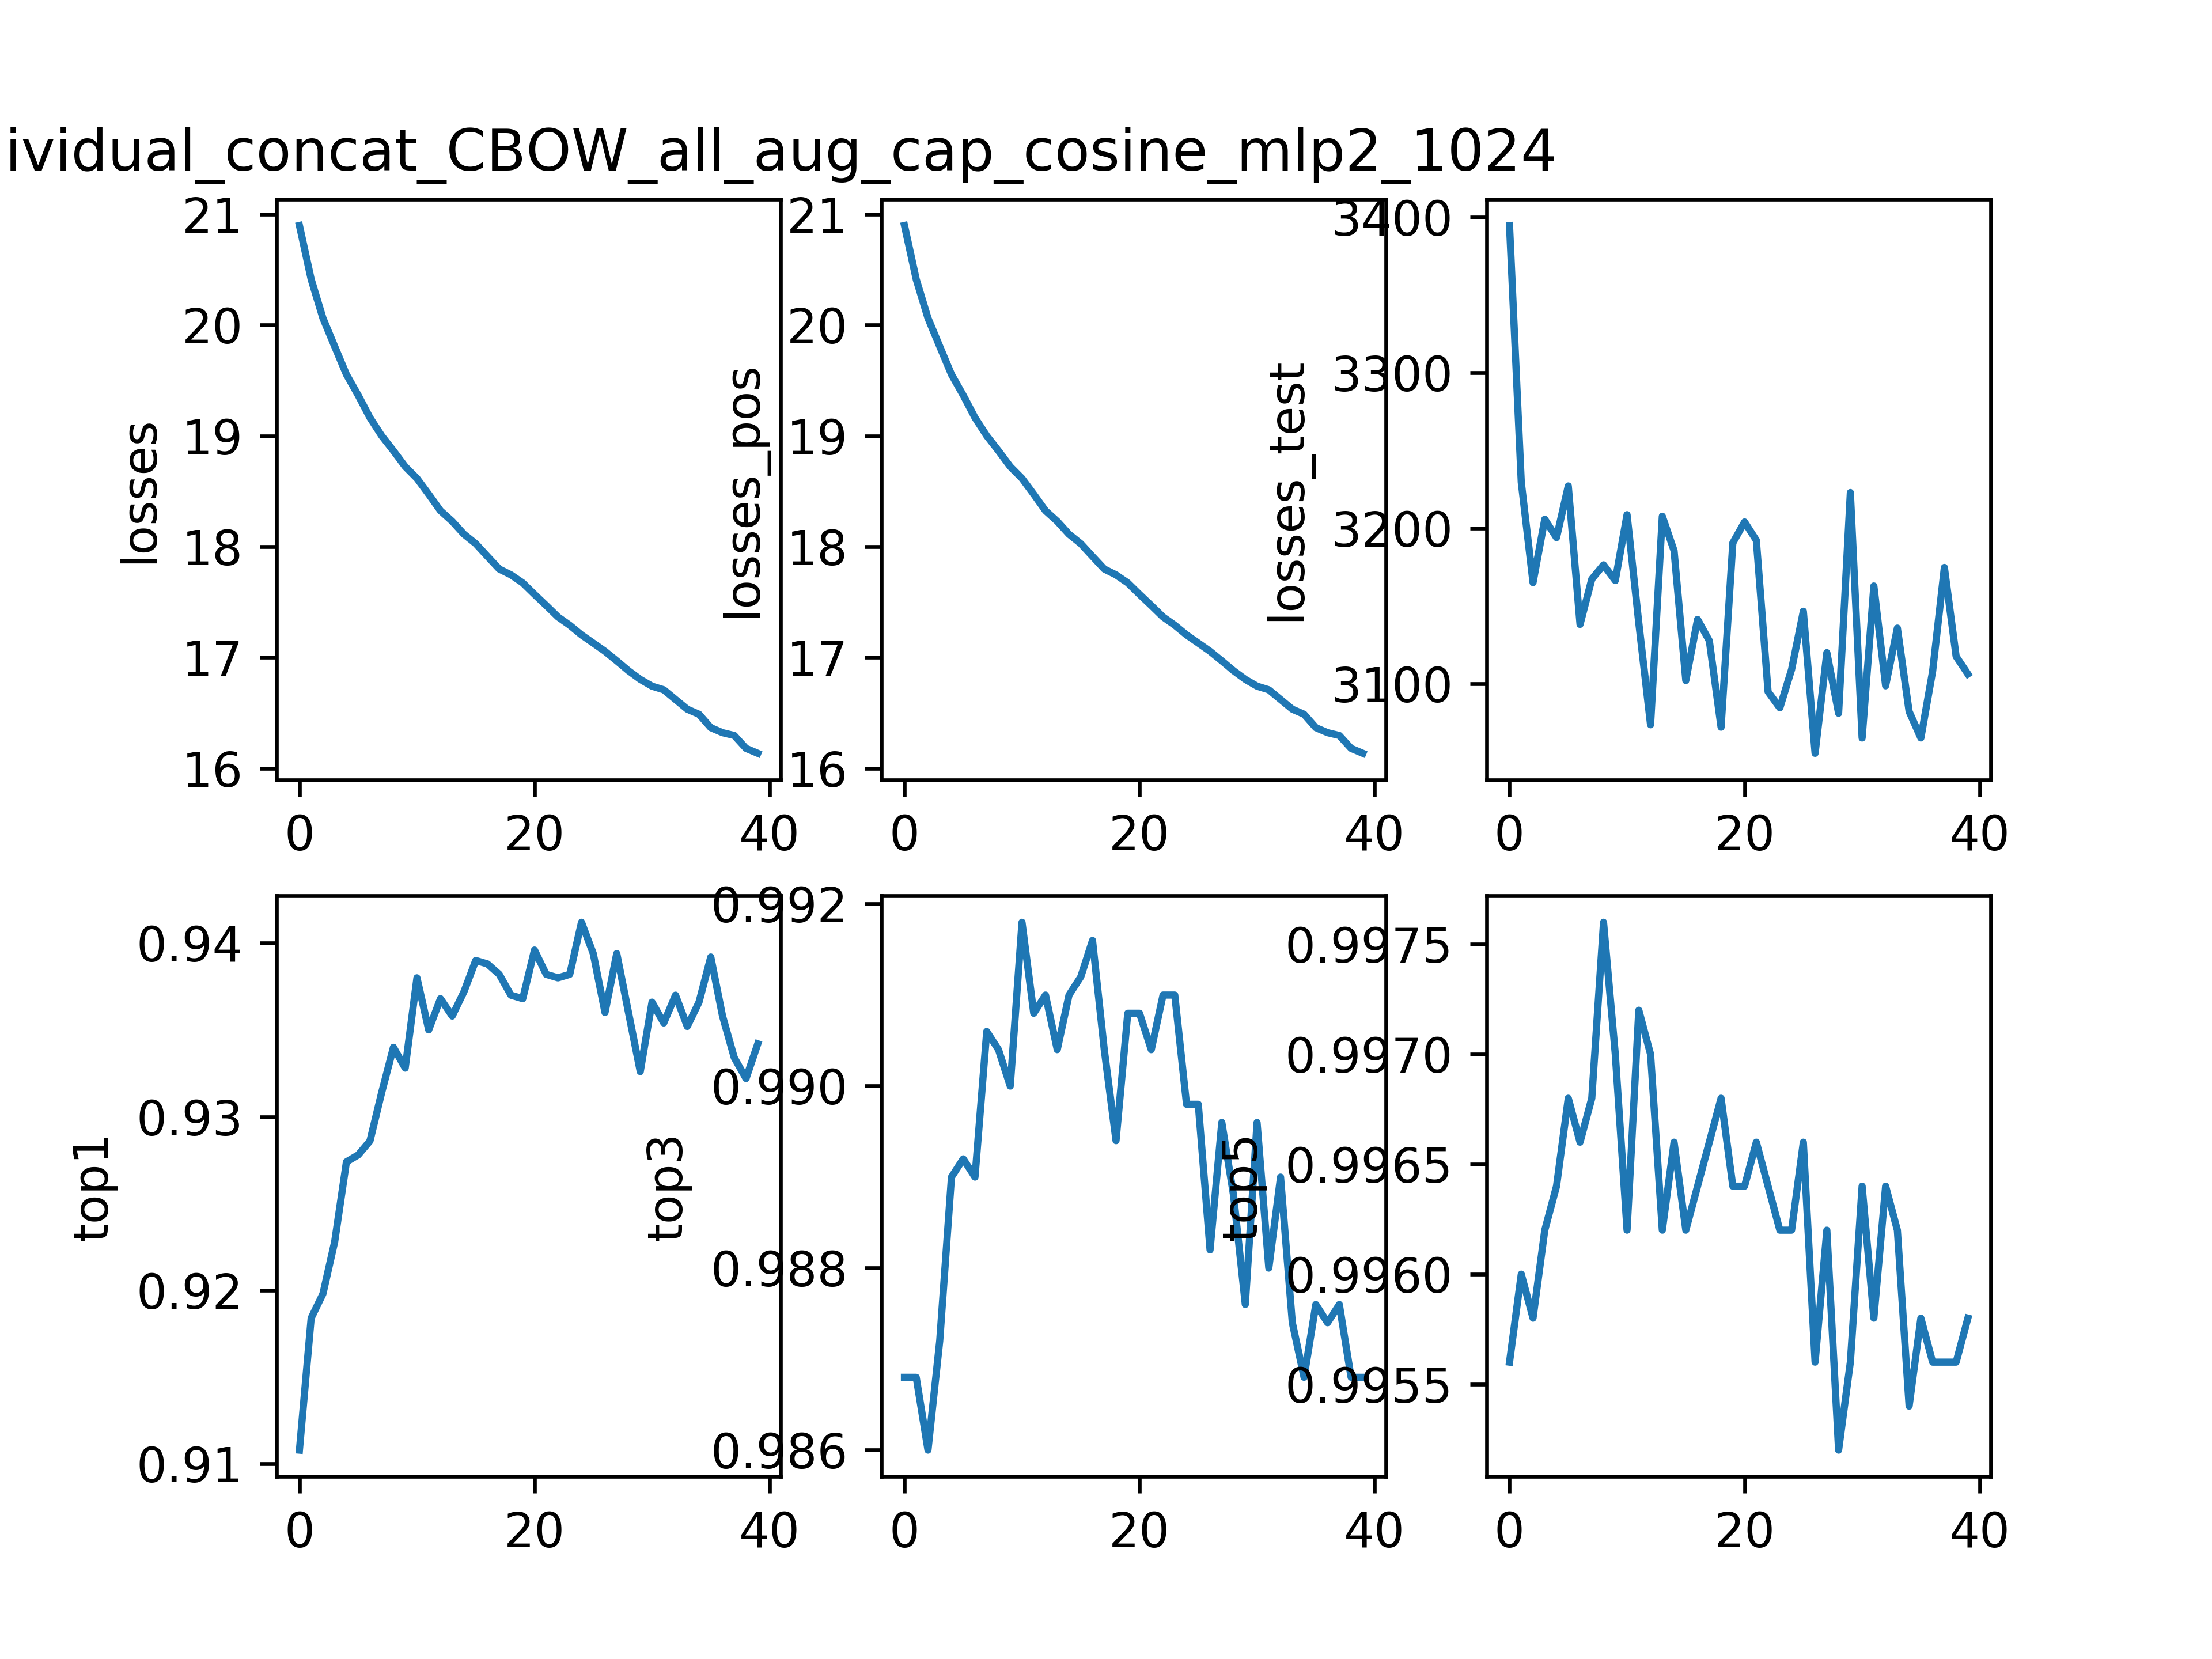 ividual_concat_CBOW_all_aug_cap_cosine_mlp2_1024
losses
21
20
19
18
17
16
0 20 40
losses_pos
21
20
19
18
17
16
0 20 40
losses_test
3400
3300
3200
3100
0 20 40
top1
0.94
0.93
0.92
0.91
0 20 40
top3
0.992
0.990
0.988
0.986
0 20 40
top5
0.9975
0.9970
0.9965
0.9960
0.9955
0 20 40